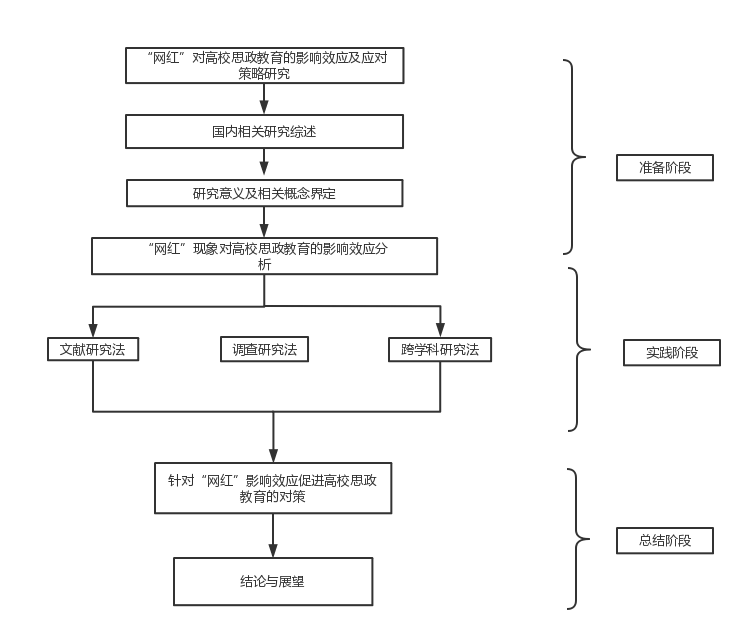 “网红”对高校思政教育的影响效应及应对
策略研究
国内相关研究综述
研究意义及相关概念界定
准备阶段
“网红”现象对高校思政教育的影响效应分
析
文献研究法
调查研究法
跨学科研究法
实践阶段
针对“网红”影响效应促进高校思政
教育的对策
总结阶段
结论与展望